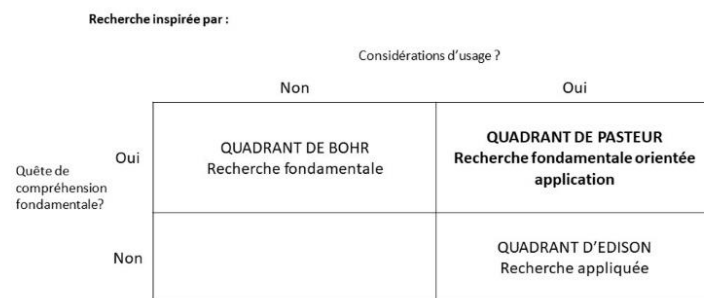 Recherche inspirée par :
Considérations d’usage ?
Non
Oui
Quête de
compréhension
fondamentale?
Oui
QUADRANT DE BOHR
Recherche fondamentale
QUADRANT DE PASTEUR
Recherche fondamentale orientée
application
Non
QUADRANT D’EDISON
Recherche appliquée